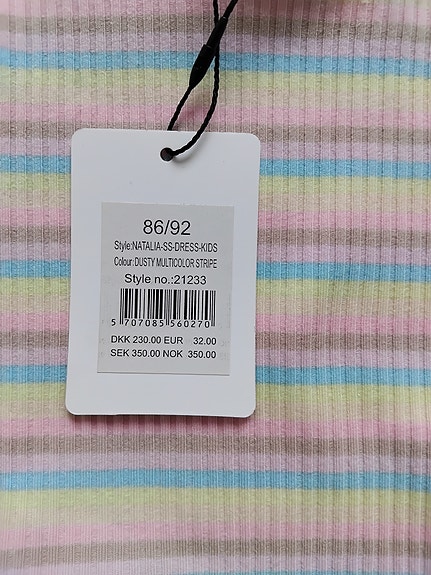 86/92
Style:NATALIA-SS-DRESS-KIDS
Colour:DUSTY MULTICOLOR STRIPE
Style no.:21233
5 707085 560270
DKK 230.00 EUR 32.00
SEK 350.00 NOK 350.00